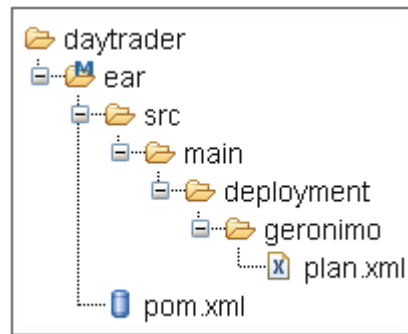 daytrader
M
ear
src
main
deployment
geronimo
X
plan.xml
pom.xml